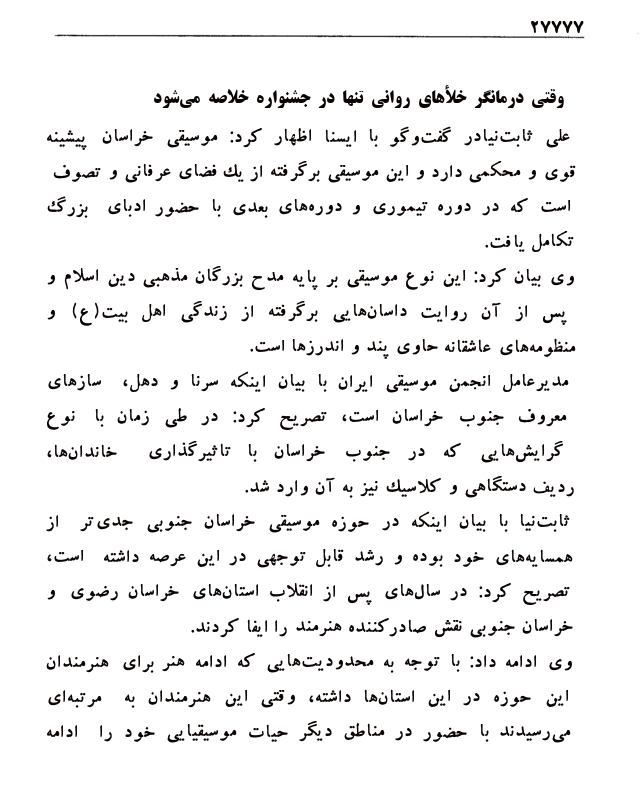 ۲۷۷۷۷
وقتی درمانگر خلأهای روانی تنها در جشنواره خلاصه می‌شود
علی ثابت‌نیادر گفت‌وگو با ایسنا اظهار کرد: موسیقی خراسان پیشینه
قوی و محکمی دارد و این موسیقی برگرفته از یك فضای عرفانی و تصوف
است که در دوره تیموری و دوره‌های بعدی با حضور ادبای بزرگ
تکامل یافت.
وی بیان کرد: این نوع موسیقی بر پایه مدح بزرگان مذهبی دین اسلام و
پس از آن روایت داسان‌هایی برگرفته از زندگی اهل بیت(ع) و
منظومه‌های عاشقانه حاوی پند و اندرزها است.
مدیرعامل انجمن موسیقی ایران با بیان اینکه سرنا و دهل، سازهای
معروف جنوب خراسان است، تصریح کرد: در طی زمان با نوع
گرایش‌هایی که در جنوب خراسان با تاثیرگذاری خاندان‌ها،
ردیف دستگاهی و کلاسیك نیز به آن وارد شد.
ثابت‌نیا با بیان اینکه در حوزه موسیقی خراسان جنوبی جدی‌تر از
همسایه‌های خود بوده و رشد قابل توجهی در این عرصه داشته است،
تصریح کرد: در سال‌های پس از انقلاب استان‌های خراسان رضوی و
خراسان جنوبی نقش صادرکننده هنرمند را ایفا کردند.
وی ادامه داد: با توجه به محدودیت‌هایی که ادامه هنر برای هنرمندان
این حوزه در این استان‌ها داشته، وقتی این هنرمندان به مرتبه‌ای
می‌رسیدند با حضور در مناطق دیگر حیات موسیقیایی خود را ادامه